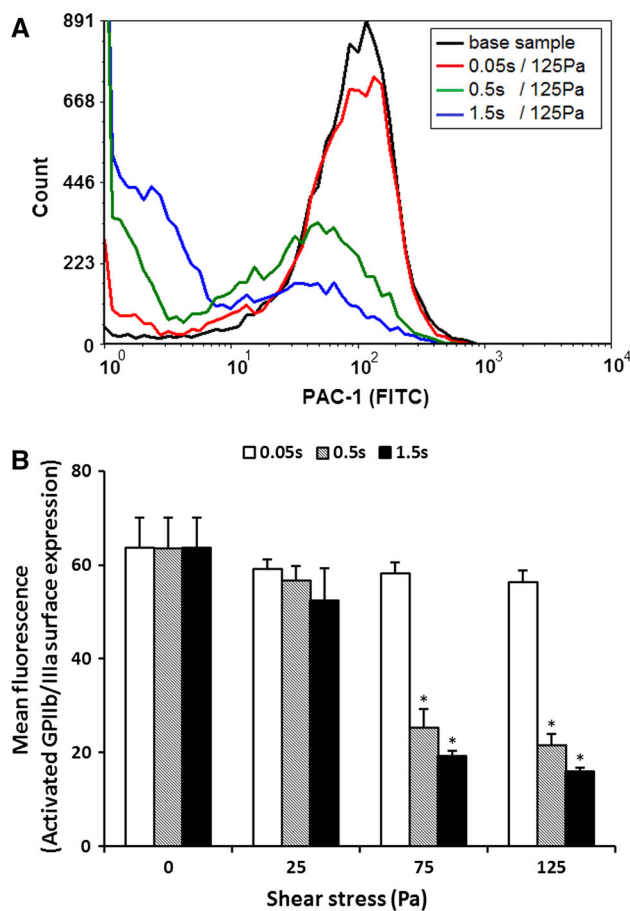 A
891
668
446
223
0
Count
base sample
0.05s / 125Pa
0.5s / 125Pa
1.5s / 125Pa
10^0
10^1
10^2
10^3
10^4
PAC-1 (FITC)
B
0.05s
0.5s
1.5s
80
60
40
20
0
Mean fluorescence
(Activated GPIIb/IIIa surface expression)
*
*
*
*
0
25
75
125
Shear stress (Pa)